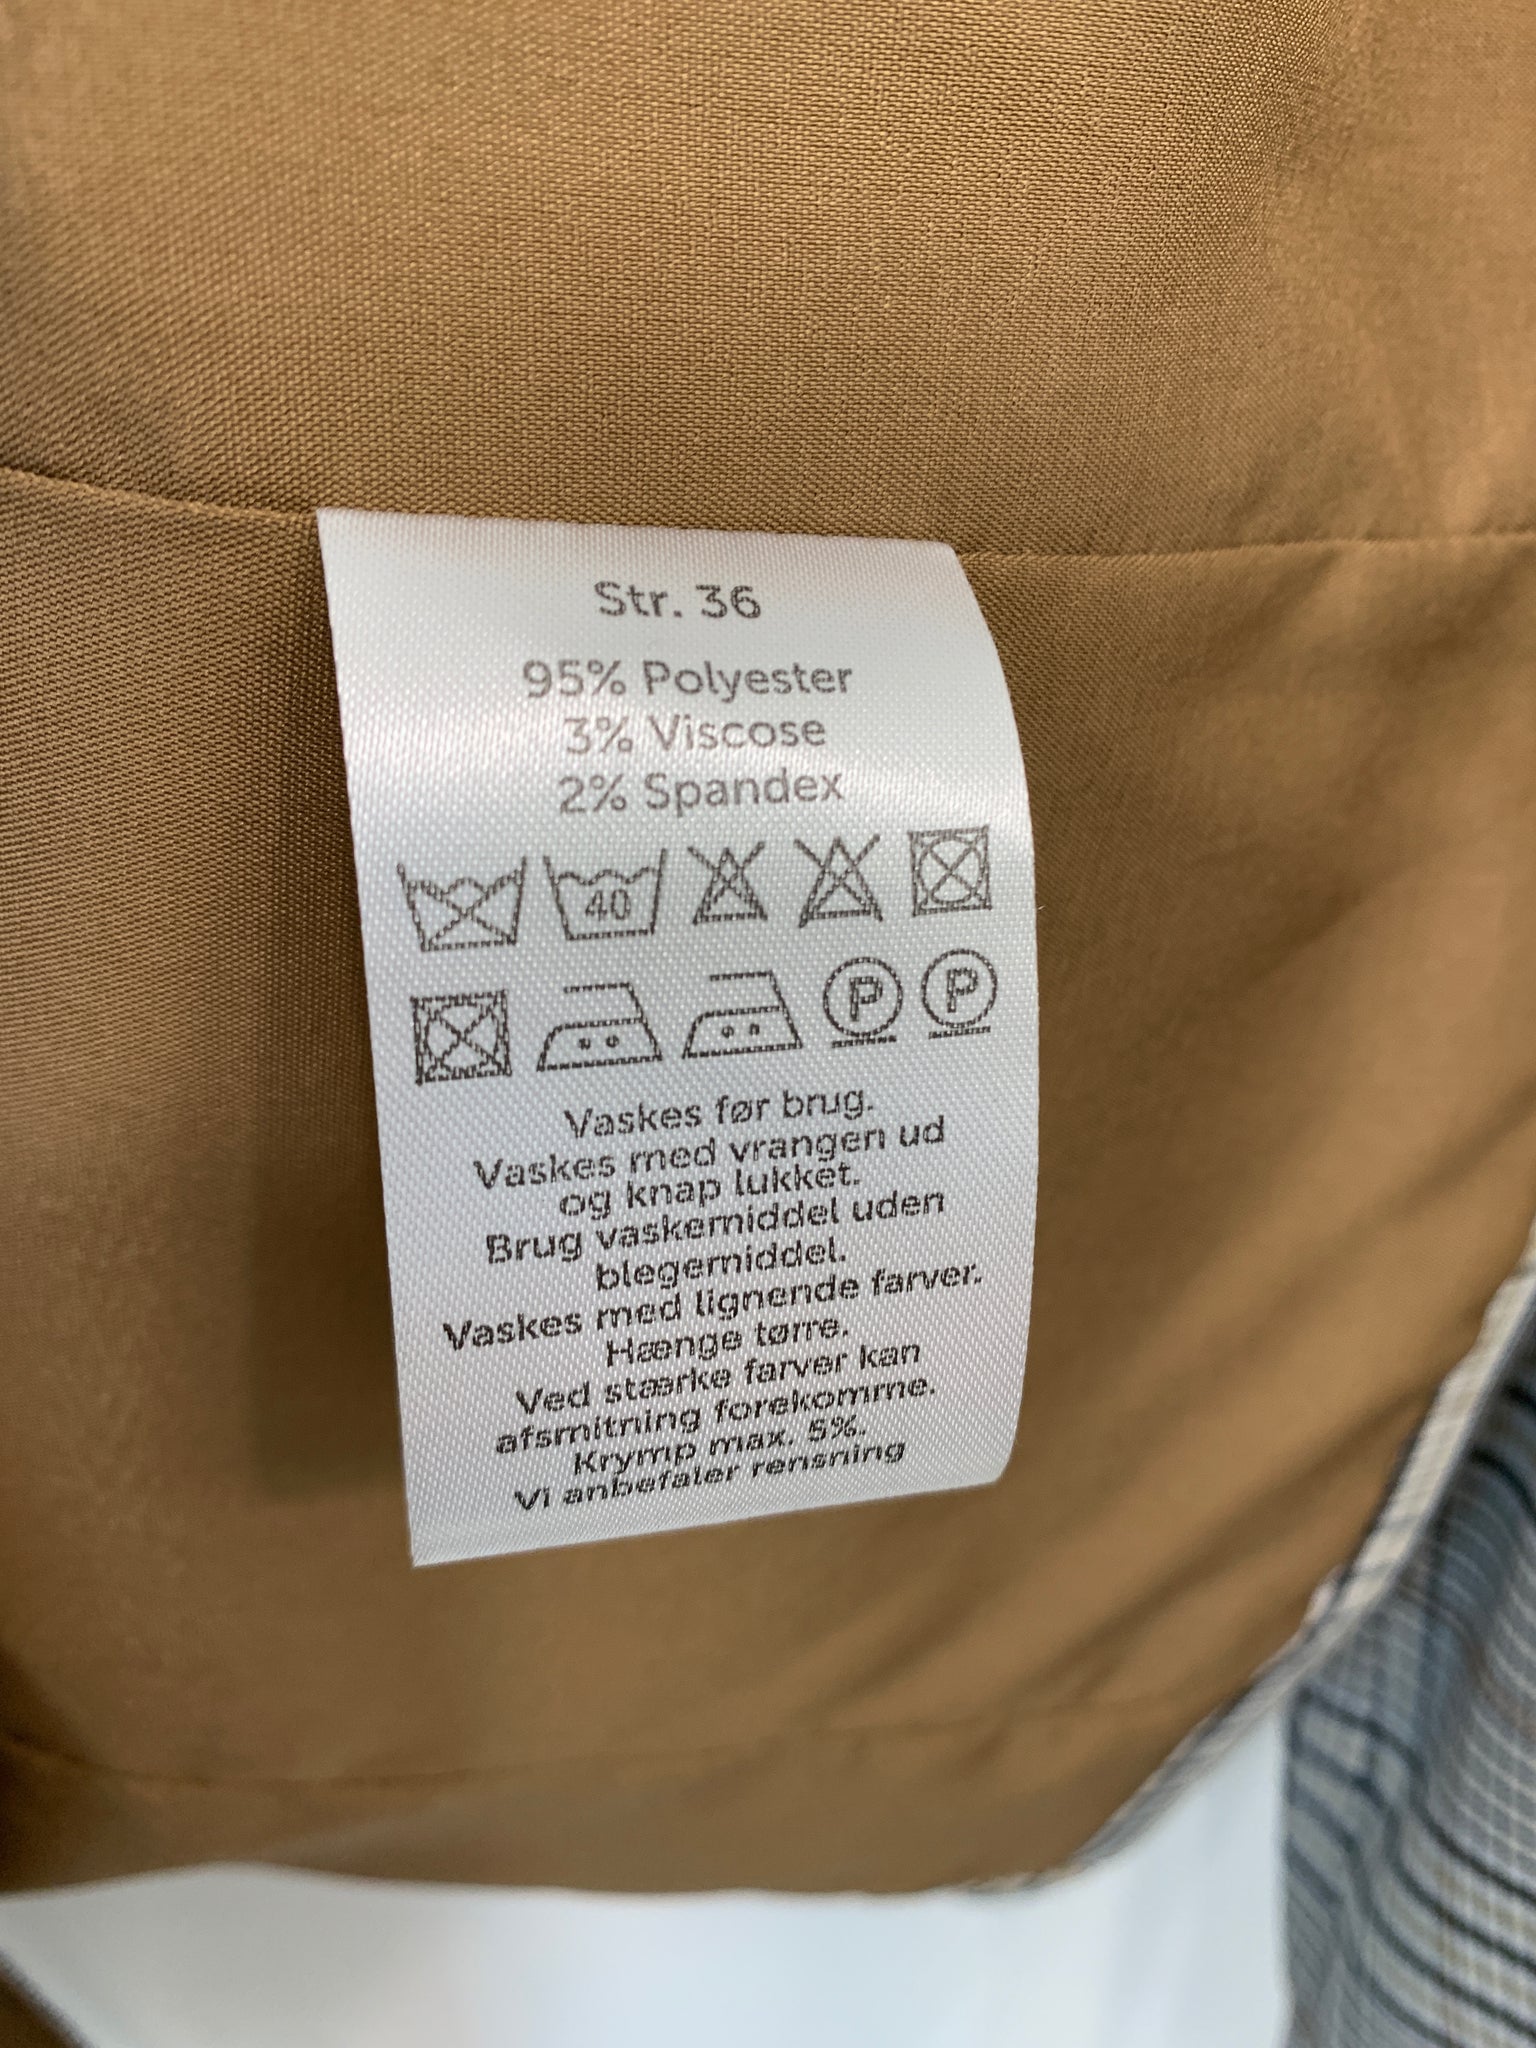 Str. 36
95% Polyester
3% Viscose
2% Spandex
40
P P
Vaskes før brug.
Vaskes med vrangen ud
og knap lukket.
Brug vaskemiddel uden
blegemiddel.
Vaskes med lignende farver.
Hænge tørre.
Ved stærke farver kan
afsmitning forekomme.
Krymp max. 5%.
Vi anbefaler rensning